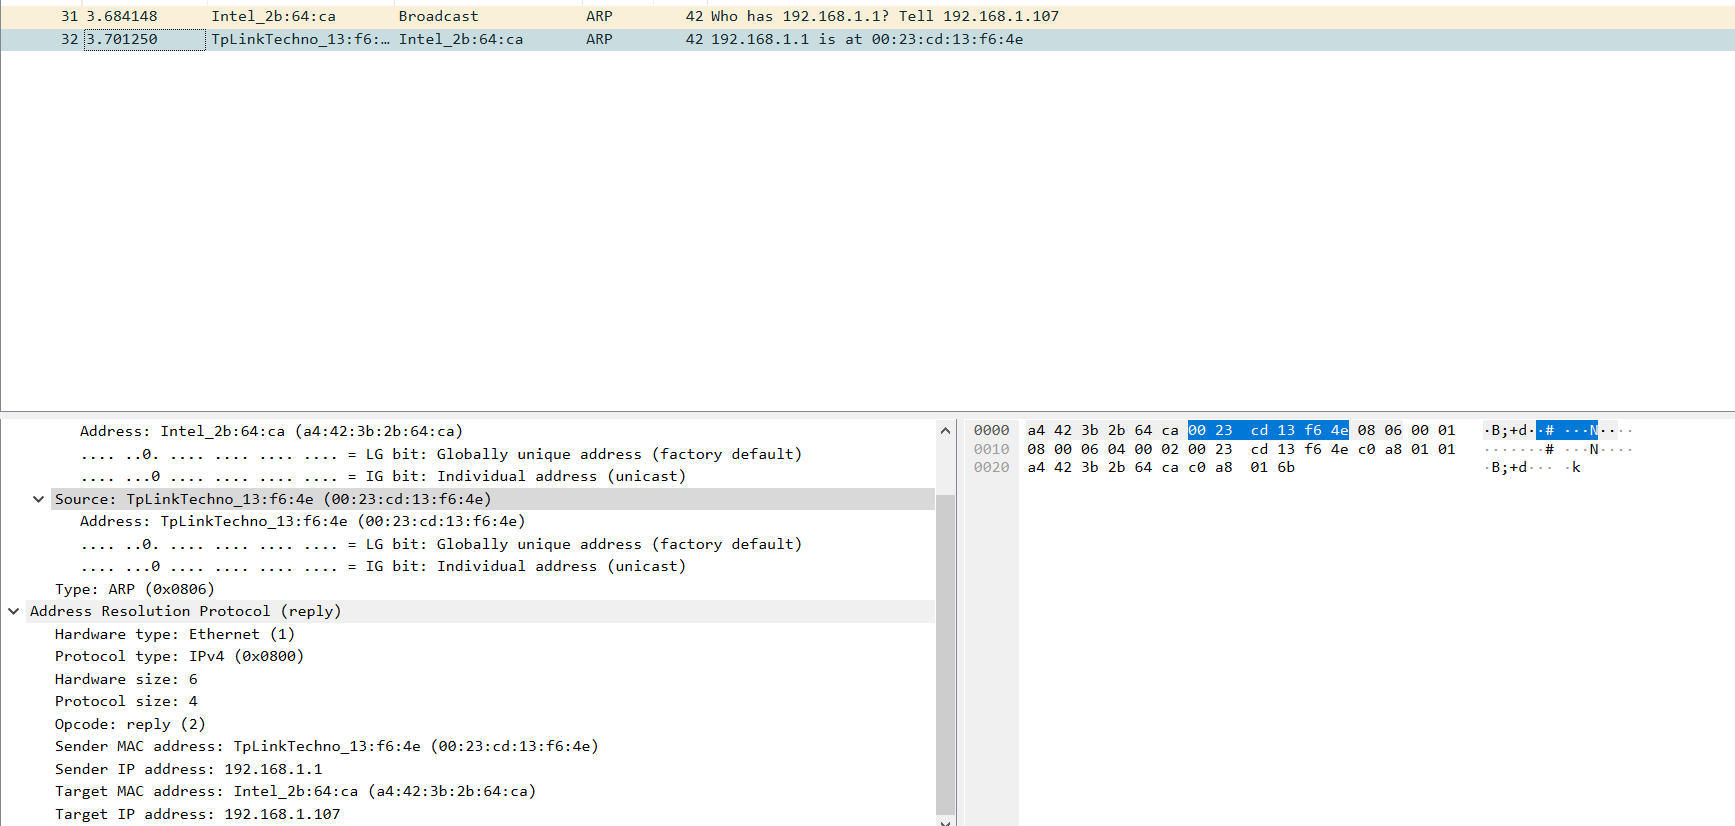 31 3.684148 Intel_2b:64:ca Broadcast ARP 42 Who has 192.168.1.1? Tell 192.168.1.107
32 3.701250 TpLinkTechno_13:f6:… Intel_2b:64:ca ARP 42 192.168.1.1 is at 00:23:cd:13:f6:4e
Address: Intel_2b:64:ca (a4:42:3b:2b:64:ca)
.... ..0. .... .... .... .... = LG bit: Globally unique address (factory default)
.... ...0 .... .... .... .... = IG bit: Individual address (unicast)
Source: TpLinkTechno_13:f6:4e (00:23:cd:13:f6:4e)
Address: TpLinkTechno_13:f6:4e (00:23:cd:13:f6:4e)
.... ..0. .... .... .... .... = LG bit: Globally unique address (factory default)
.... ...0 .... .... .... .... = IG bit: Individual address (unicast)
Type: ARP (0x0806)
Address Resolution Protocol (reply)
Hardware type: Ethernet (1)
Protocol type: IPv4 (0x0800)
Hardware size: 6
Protocol size: 4
Opcode: reply (2)
Sender MAC address: TpLinkTechno_13:f6:4e (00:23:cd:13:f6:4e)
Sender IP address: 192.168.1.1
Target MAC address: Intel_2b:64:ca (a4:42:3b:2b:64:ca)
Target IP address: 192.168.1.107
0000 a4 42 3b 2b 64 ca 00 23 cd 13 f6 4e 08 06 00 01 ·B;+d··# ···N····
0010 08 00 06 04 00 02 00 23 cd 13 f6 4e c0 a8 01 01 ·······# ···N····
0020 a4 42 3b 2b 64 ca c0 a8 01 6b ·B;+d··· ·k